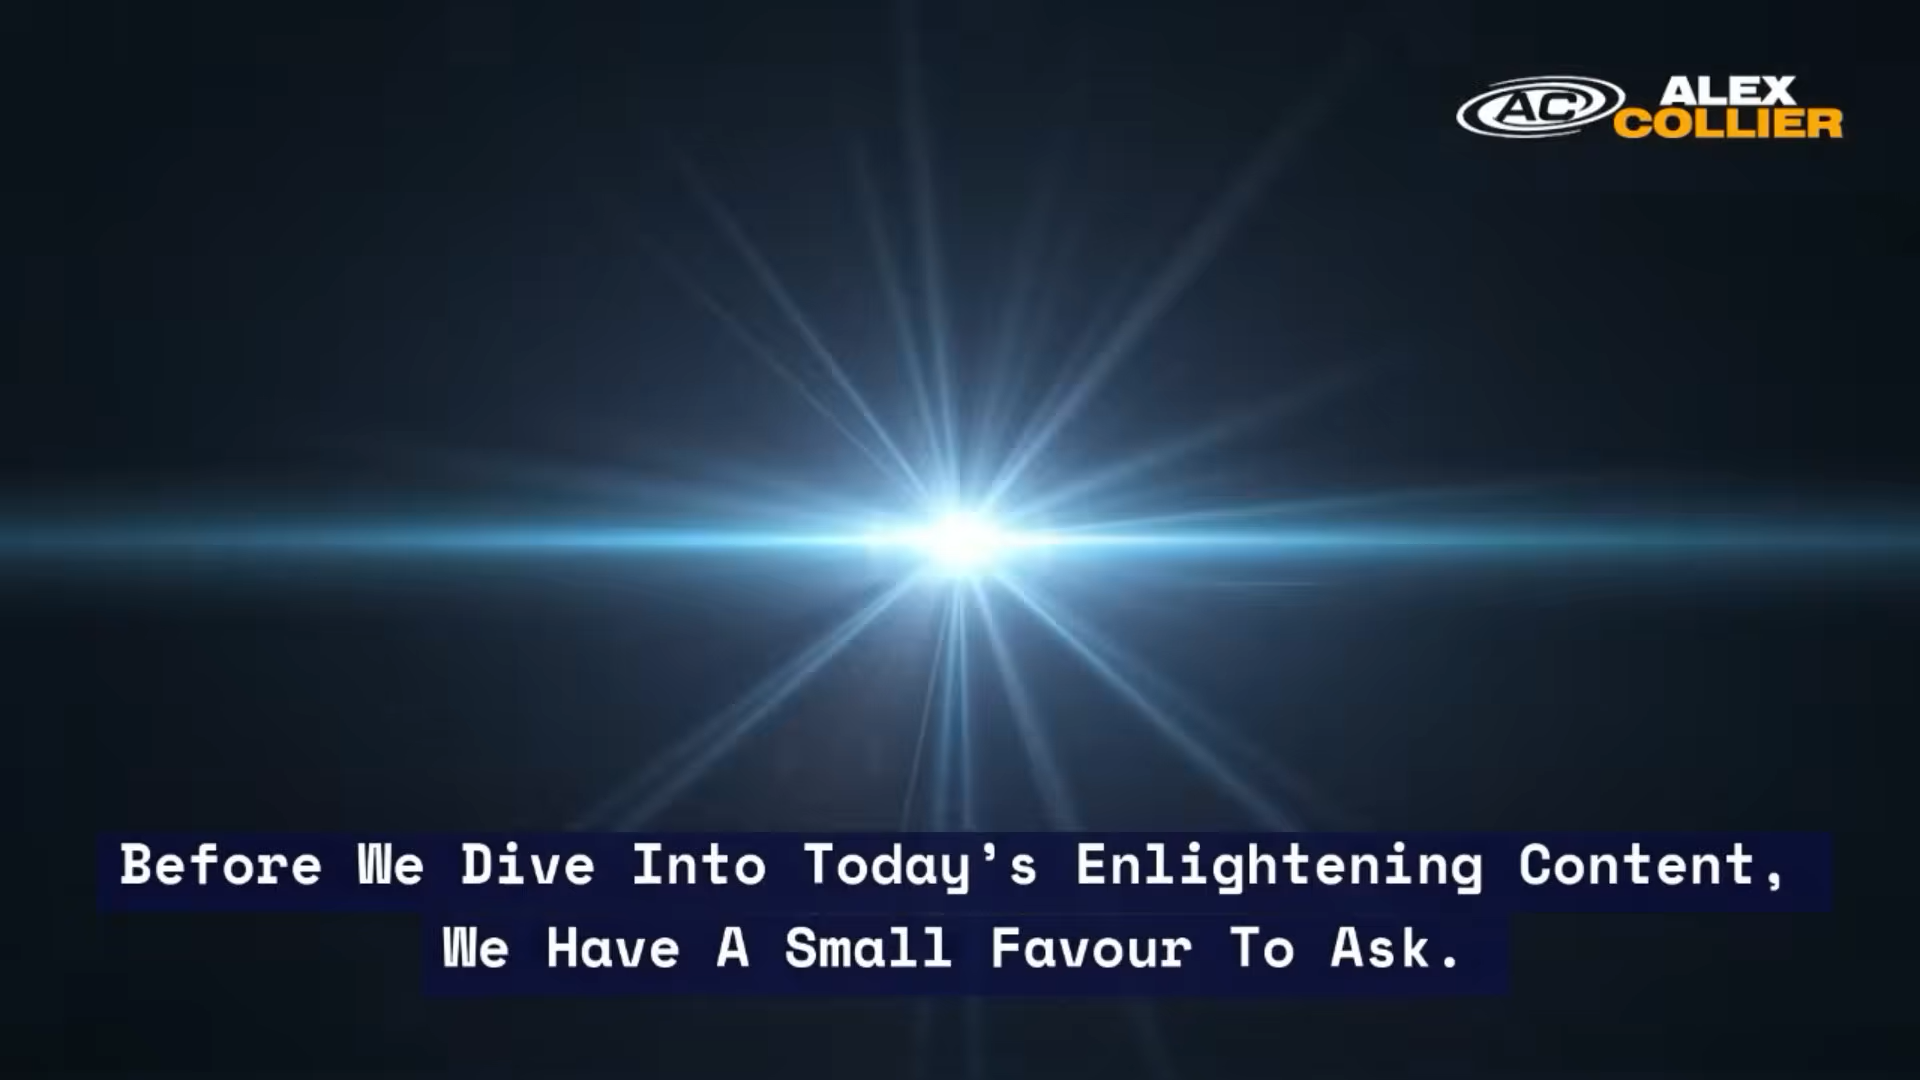 AC ALEX
COLLIER
Before We Dive Into Today's Enlightening Content,
We Have A Small Favour To Ask.